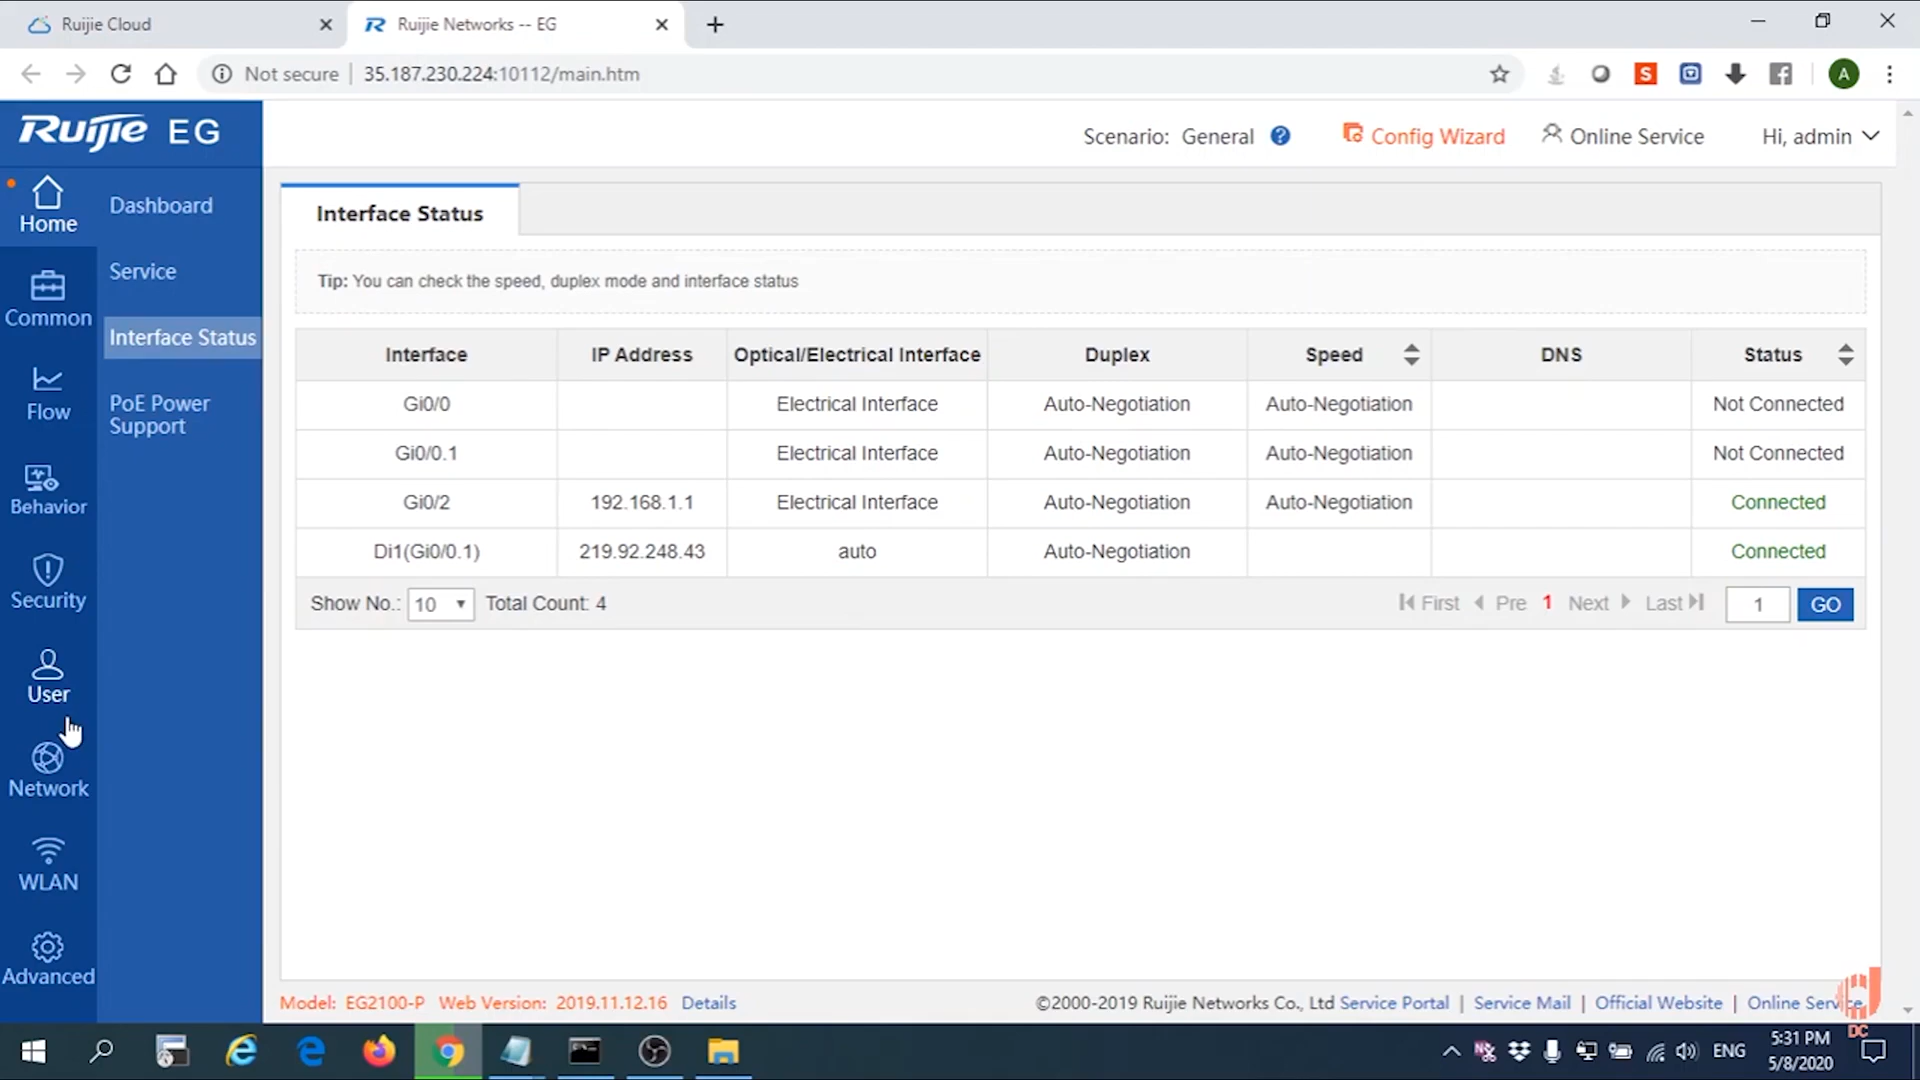 Ruijie Cloud
Ruijie Networks -- EG
Not secure | 35.187.230.224:10112/main.htm
S
A
Ruijie EG
Scenario: General ?
Config Wizard
Online Service
Hi, admin
Home
Common
Flow
Behavior
Security
User
Network
WLAN
Advanced
Dashboard
Service
Interface Status
PoE Power
Support
Interface Status
Tip: You can check the speed, duplex mode and interface status
Interface IP Address Optical/Electrical Interface Duplex Speed DNS Status
Gi0/0 Electrical Interface Auto-Negotiation Auto-Negotiation Not Connected
Gi0/0.1 Electrical Interface Auto-Negotiation Auto-Negotiation Not Connected
Gi0/2 192.168.1.1 Electrical Interface Auto-Negotiation Auto-Negotiation Connected
Di1(Gi0/0.1) 219.92.248.43 auto Auto-Negotiation Connected
Show No.: 10 Total Count: 4 First Pre 1 Next Last 1 GO
Model: EG2100-P Web Version: 2019.11.12.16 Details
©2000-2019 Ruijie Networks Co., Ltd Service Portal | Service Mail | Official Website | Online Service
DC
ENG
5:31 PM
5/8/2020